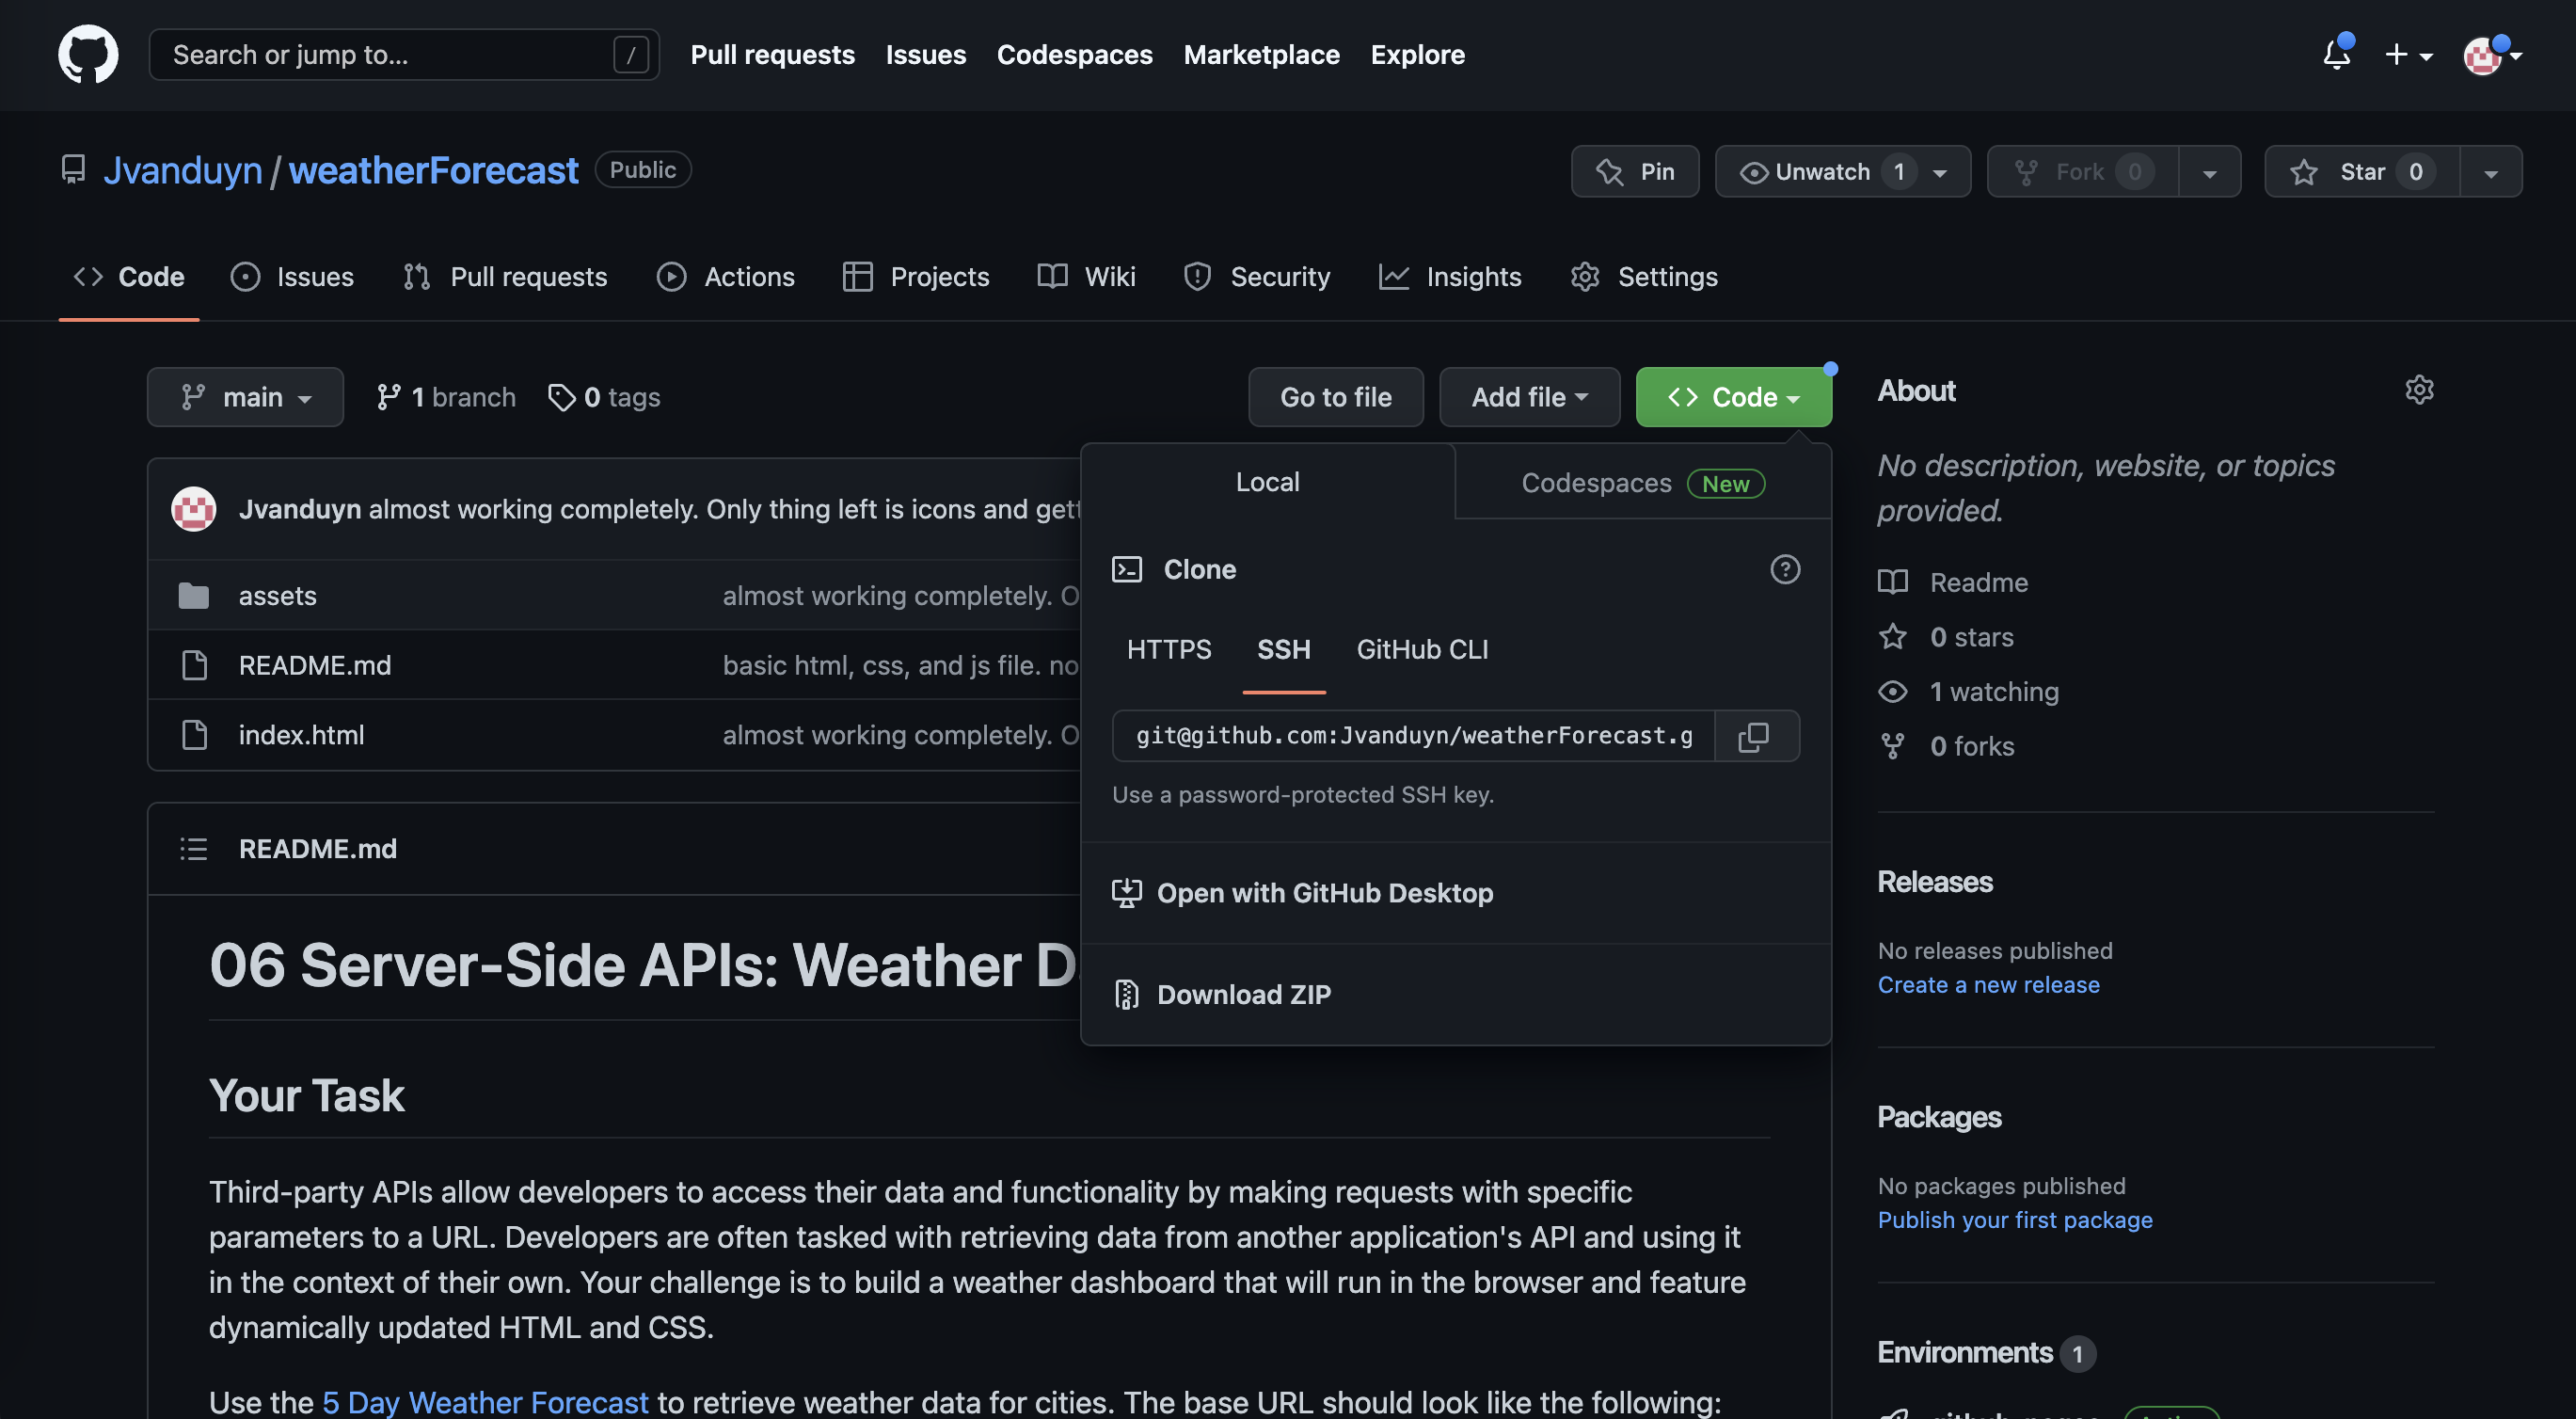 Search or jump to... /
Pull requests Issues Codespaces Marketplace Explore
Jvanduyn / weatherForecast Public
Pin Unwatch 1 Fork 0 Star 0
Code Issues Pull requests Actions Projects Wiki Security Insights Settings
main 1 branch 0 tags
Go to file Add file Code
Jvanduyn almost working completely. Only thing left is icons and gett
assets almost working completely. O
README.md basic html, css, and js file. no
index.html almost working completely. O
Local Codespaces New
Clone
HTTPS SSH GitHub CLI
git@github.com:Jvanduyn/weatherForecast.g
Use a password-protected SSH key.
Open with GitHub Desktop
Download ZIP
README.md
06 Server-Side APIs: Weather D
Your Task
Third-party APIs allow developers to access their data and functionality by making requests with specific
parameters to a URL. Developers are often tasked with retrieving data from another application's API and using it
in the context of their own. Your challenge is to build a weather dashboard that will run in the browser and feature
dynamically updated HTML and CSS.
Use the 5 Day Weather Forecast to retrieve weather data for cities. The base URL should look like the following:
About
No description, website, or topics
provided.
Readme
0 stars
1 watching
0 forks
Releases
No releases published
Create a new release
Packages
No packages published
Publish your first package
Environments 1